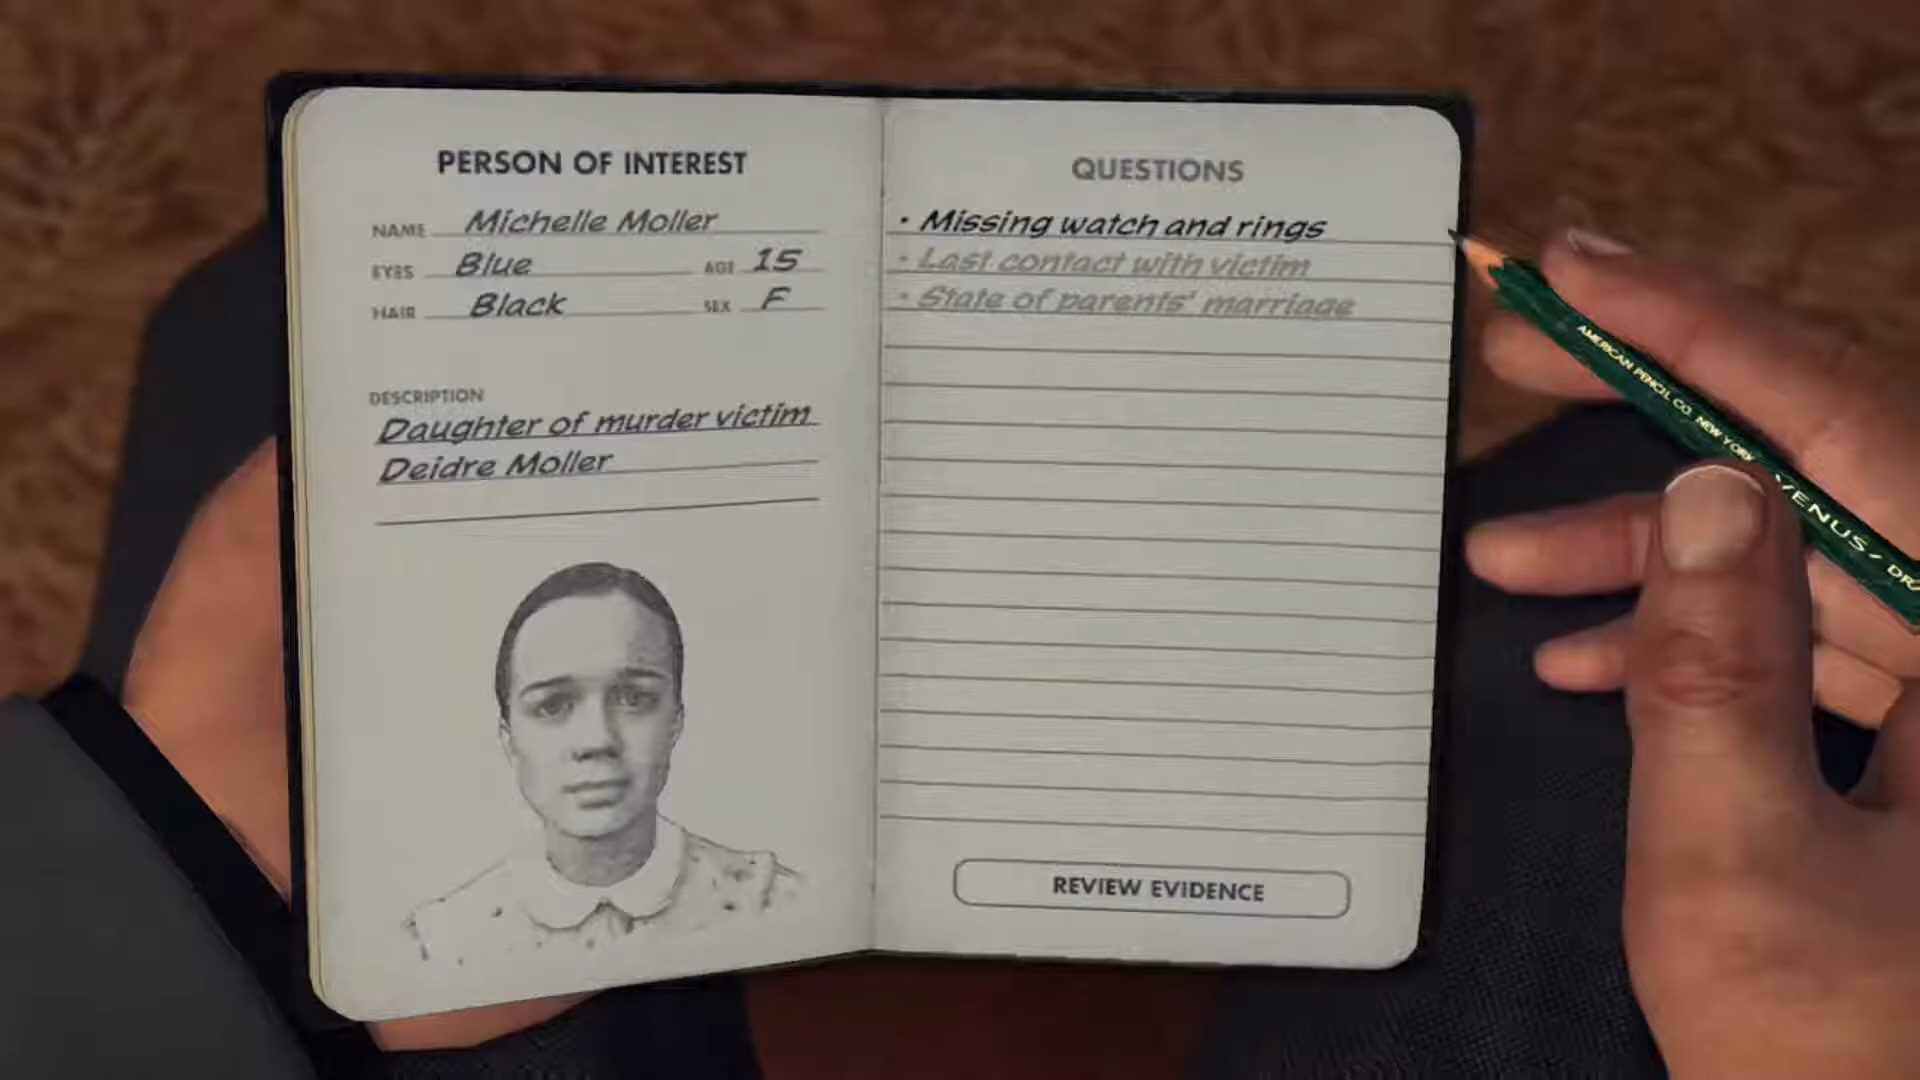 PERSON OF INTEREST
NAME Michelle Moller
EYES Blue AGE 15
HAIR Black SEX F
DESCRIPTION
Daughter of murder victim
Deidre Moller
QUESTIONS
• Missing watch and rings
• Last contact with victim
• State of parents' marriage
REVIEW EVIDENCE
AMERICAN PENCIL CO. NEW YORK VENUS/